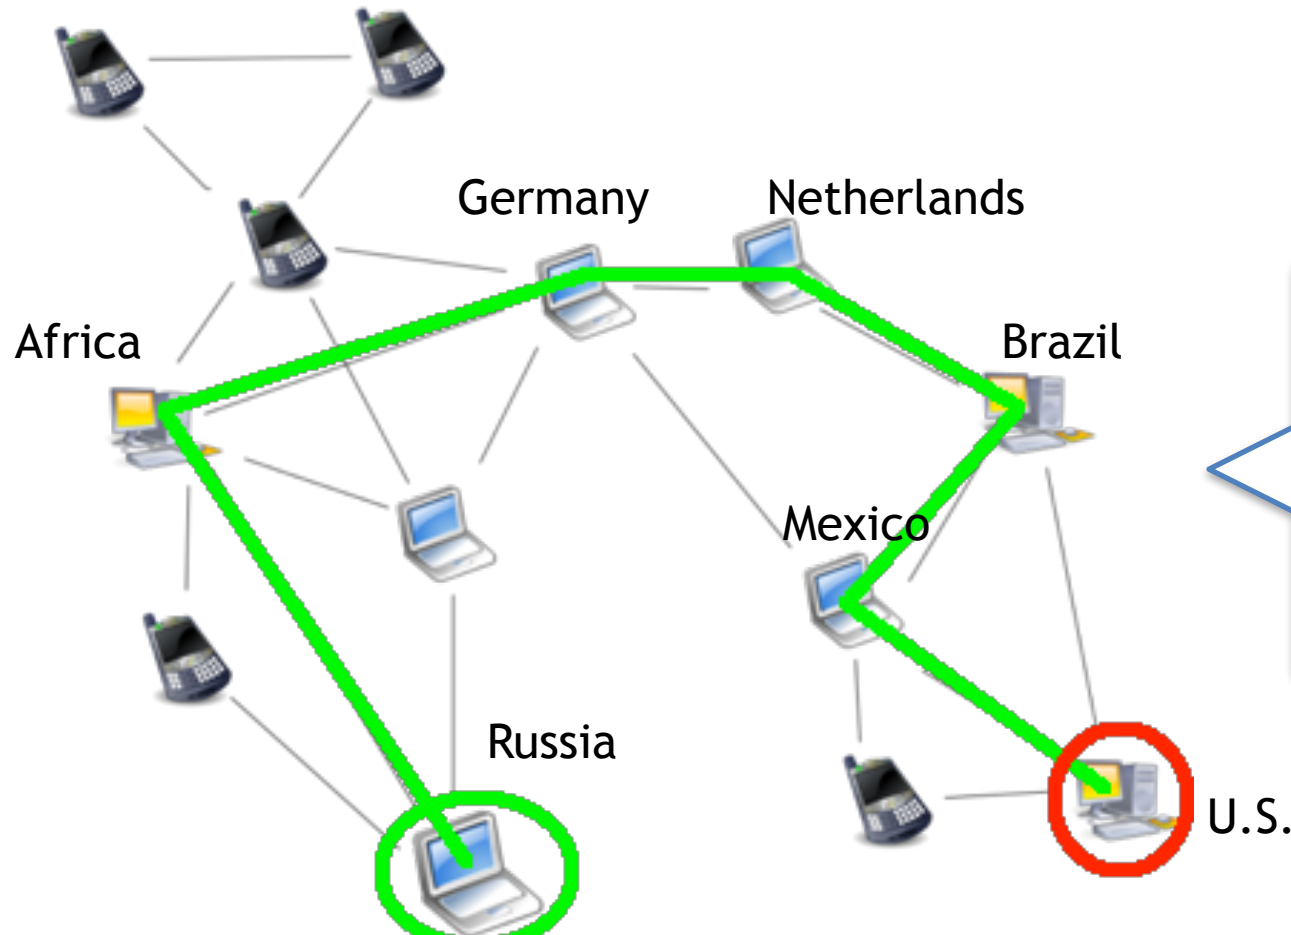 Germany
Netherlands
Africa
Brazil
Mexico
Russia
U.S.